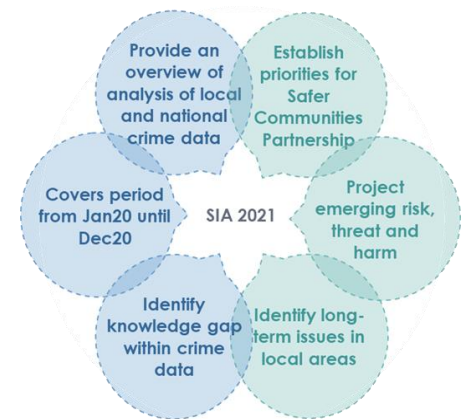 Provide an
overview of
analysis of local
and national
crime data
Establish
priorities for
Safer
Communities
Partnership
Covers period
from Jan20 until
Dec20
SIA 2021
Project
emerging risk,
threat and
harm
Identify
knowledge gap
within crime
data
Identify long-
term issues in
local areas